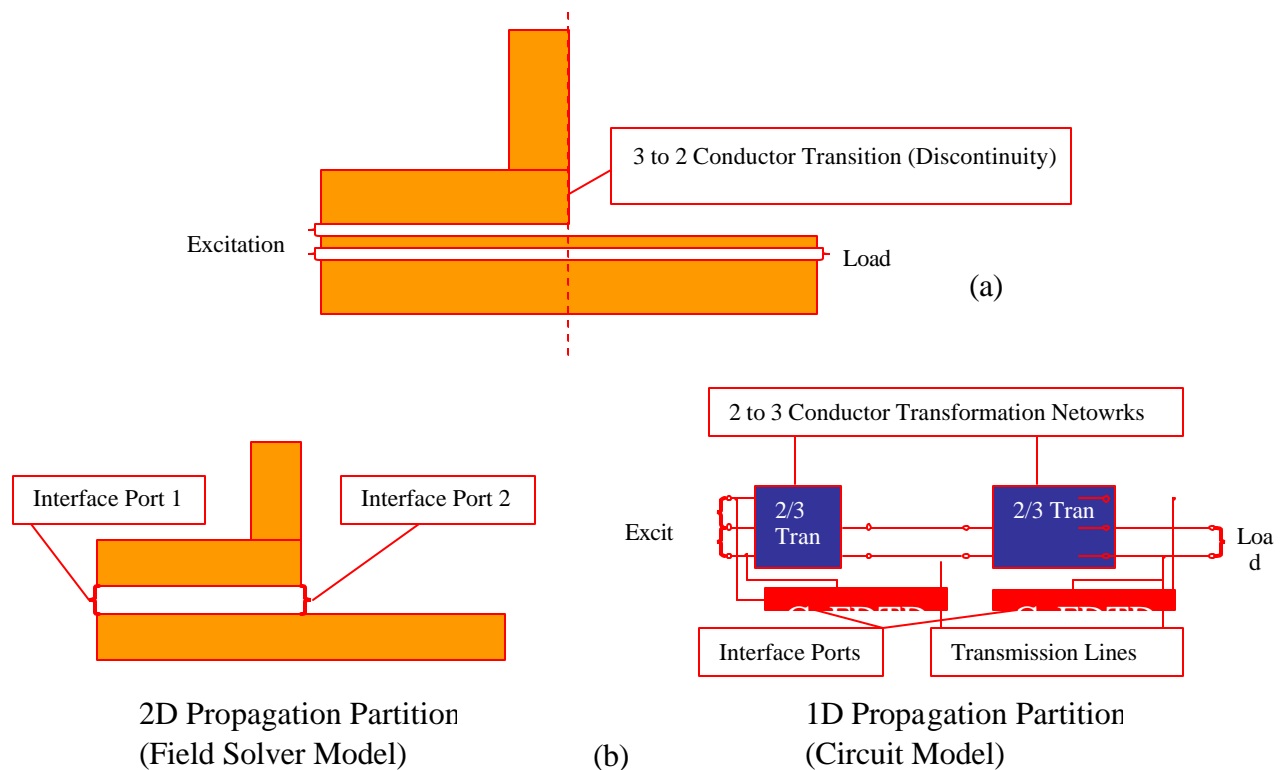 3 to 2 Conductor Transition (Discontinuity)
Excitation
Load
(a)
2 to 3 Conductor Transformation Netowrks
Interface Port 1
Interface Port 2
Excit
2/3
Tran
2/3 Tran
Loa
d
Interface Ports
Transmission Lines
2D Propagation Partition
(Field Solver Model)
(b)
1D Propagation Partition
(Circuit Model)